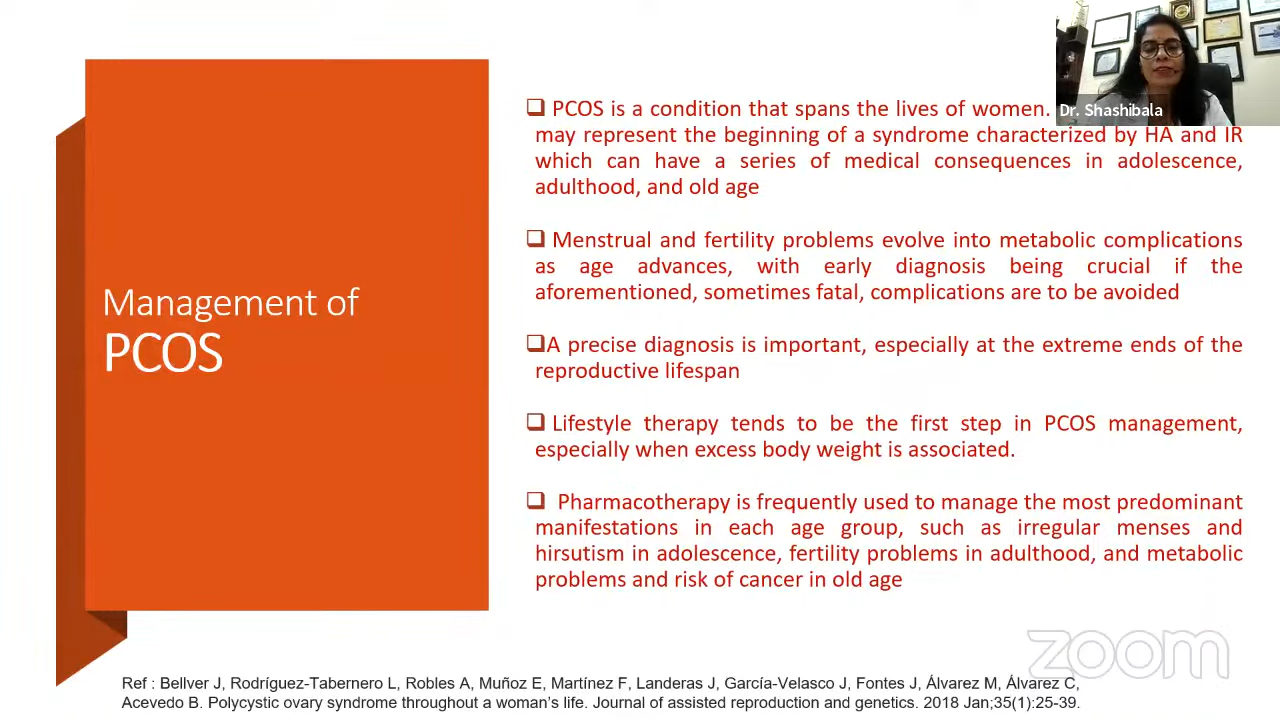 Management of
PCOS
❑ PCOS is a condition that spans the lives of women.
may represent the beginning of a syndrome characterized by HA and IR
which can have a series of medical consequences in adolescence,
adulthood, and old age
❑ Menstrual and fertility problems evolve into metabolic complications
as age advances, with early diagnosis being crucial if the
aforementioned, sometimes fatal, complications are to be avoided
❑A precise diagnosis is important, especially at the extreme ends of the
reproductive lifespan
❑ Lifestyle therapy tends to be the first step in PCOS management,
especially when excess body weight is associated.
❑ Pharmacotherapy is frequently used to manage the most predominant
manifestations in each age group, such as irregular menses and
hirsutism in adolescence, fertility problems in adulthood, and metabolic
problems and risk of cancer in old age
Dr. Shashibala
zoom
Ref : Bellver J, Rodríguez-Tabernero L, Robles A, Muñoz E, Martínez F, Landeras J, García-Velasco J, Fontes J, Álvarez M, Álvarez C,
Acevedo B. Polycystic ovary syndrome throughout a woman's life. Journal of assisted reproduction and genetics. 2018 Jan;35(1):25-39.